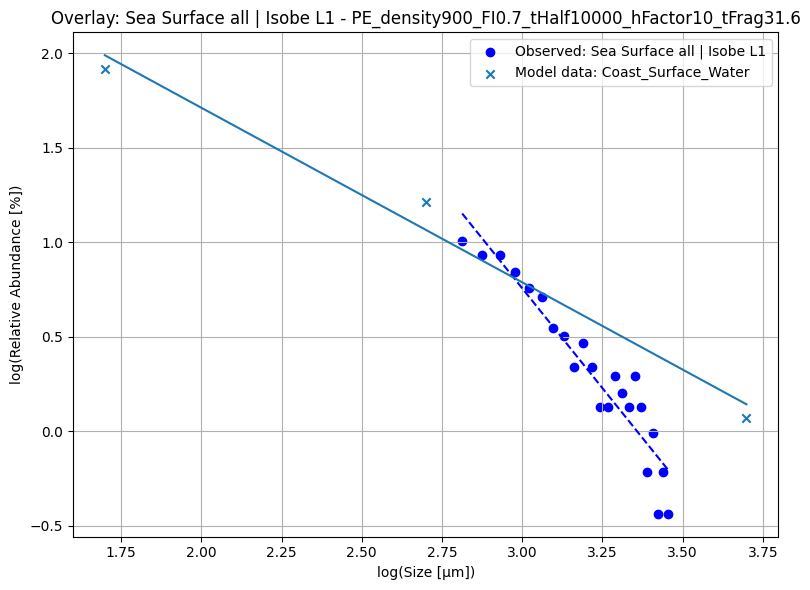 Overlay: Sea Surface all | Isobe L1 - PE_density900_FI0.7_tHalf10000_hFactor10_tFrag31.6
Observed: Sea Surface all | Isobe L1
Model data: Coast_Surface_Water
log(Relative Abundance [%])
2.0
1.5
1.0
0.5
0.0
−0.5
1.75 2.00 2.25 2.50 2.75 3.00 3.25 3.50 3.75
log(Size [μm])